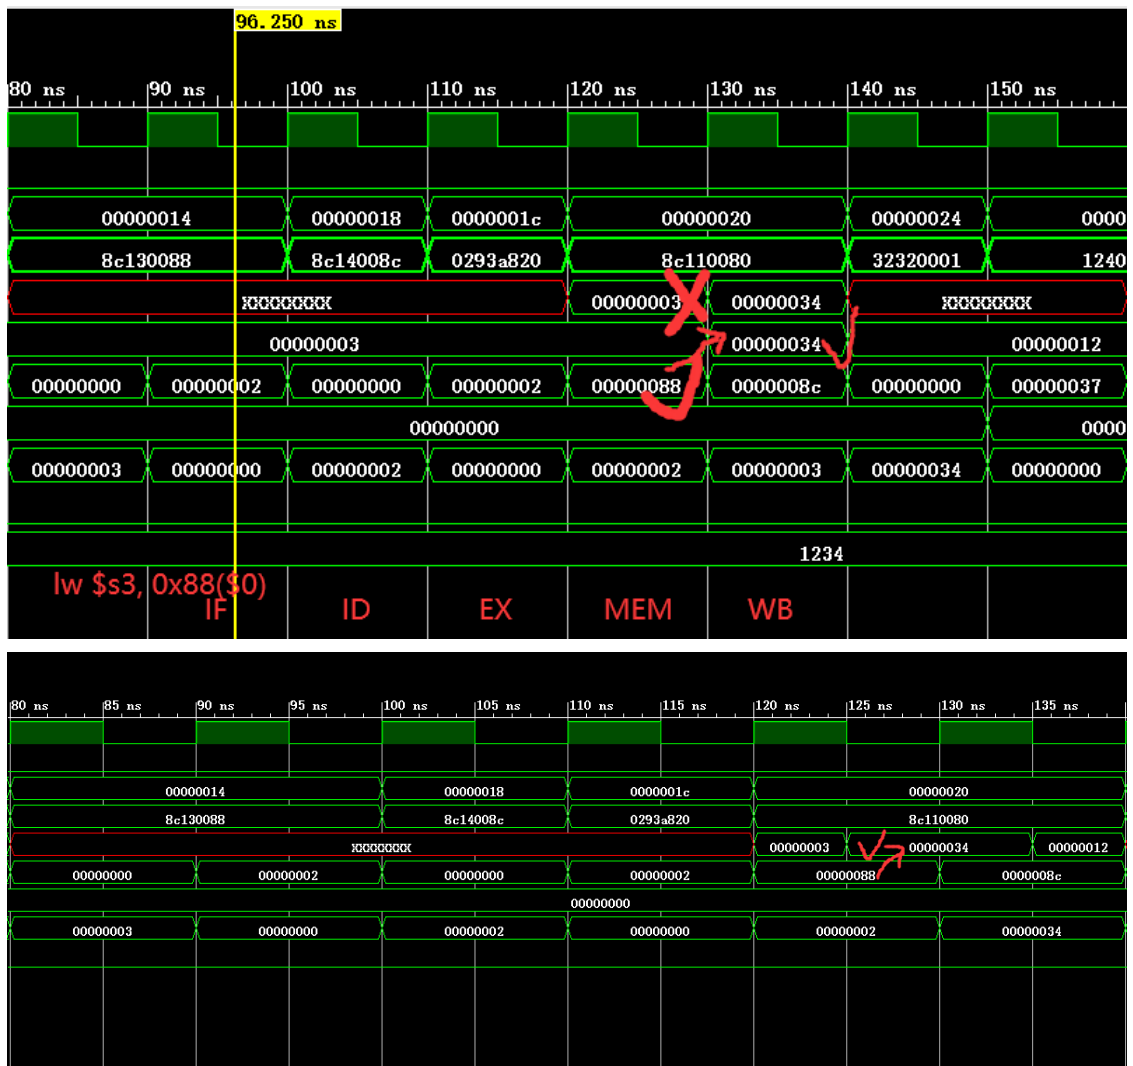 96.250 ns
80 ns 90 ns 100 ns 110 ns 120 ns 130 ns 140 ns 150 ns
00000014 00000018 0000001c 00000020 00000024 0000
8c130088 8c14008c 0293a820 8c110080 32320001 1240
XXXXXXXX 00000003 00000034 XXXXXXXX
00000003 00000034 00000012
00000000 00000002 00000000 00000002 00000088 0000008c 00000000 00000037
00000000 0000
00000003 00000000 00000002 00000000 00000002 00000003 00000034 00000000
1234
lw $s3, 0x88($0)
IF ID EX MEM WB
80 ns 85 ns 90 ns 95 ns 100 ns 105 ns 110 ns 115 ns 120 ns 125 ns 130 ns 135 ns
00000014 00000018 0000001c 00000020
8c130088 8c14008c 0293a820 8c110080
XXXXXXXX 00000003 00000034 00000012
00000000 00000002 00000000 00000002 00000088 0000008c
00000000
00000003 00000000 00000002 00000000 00000002 00000034